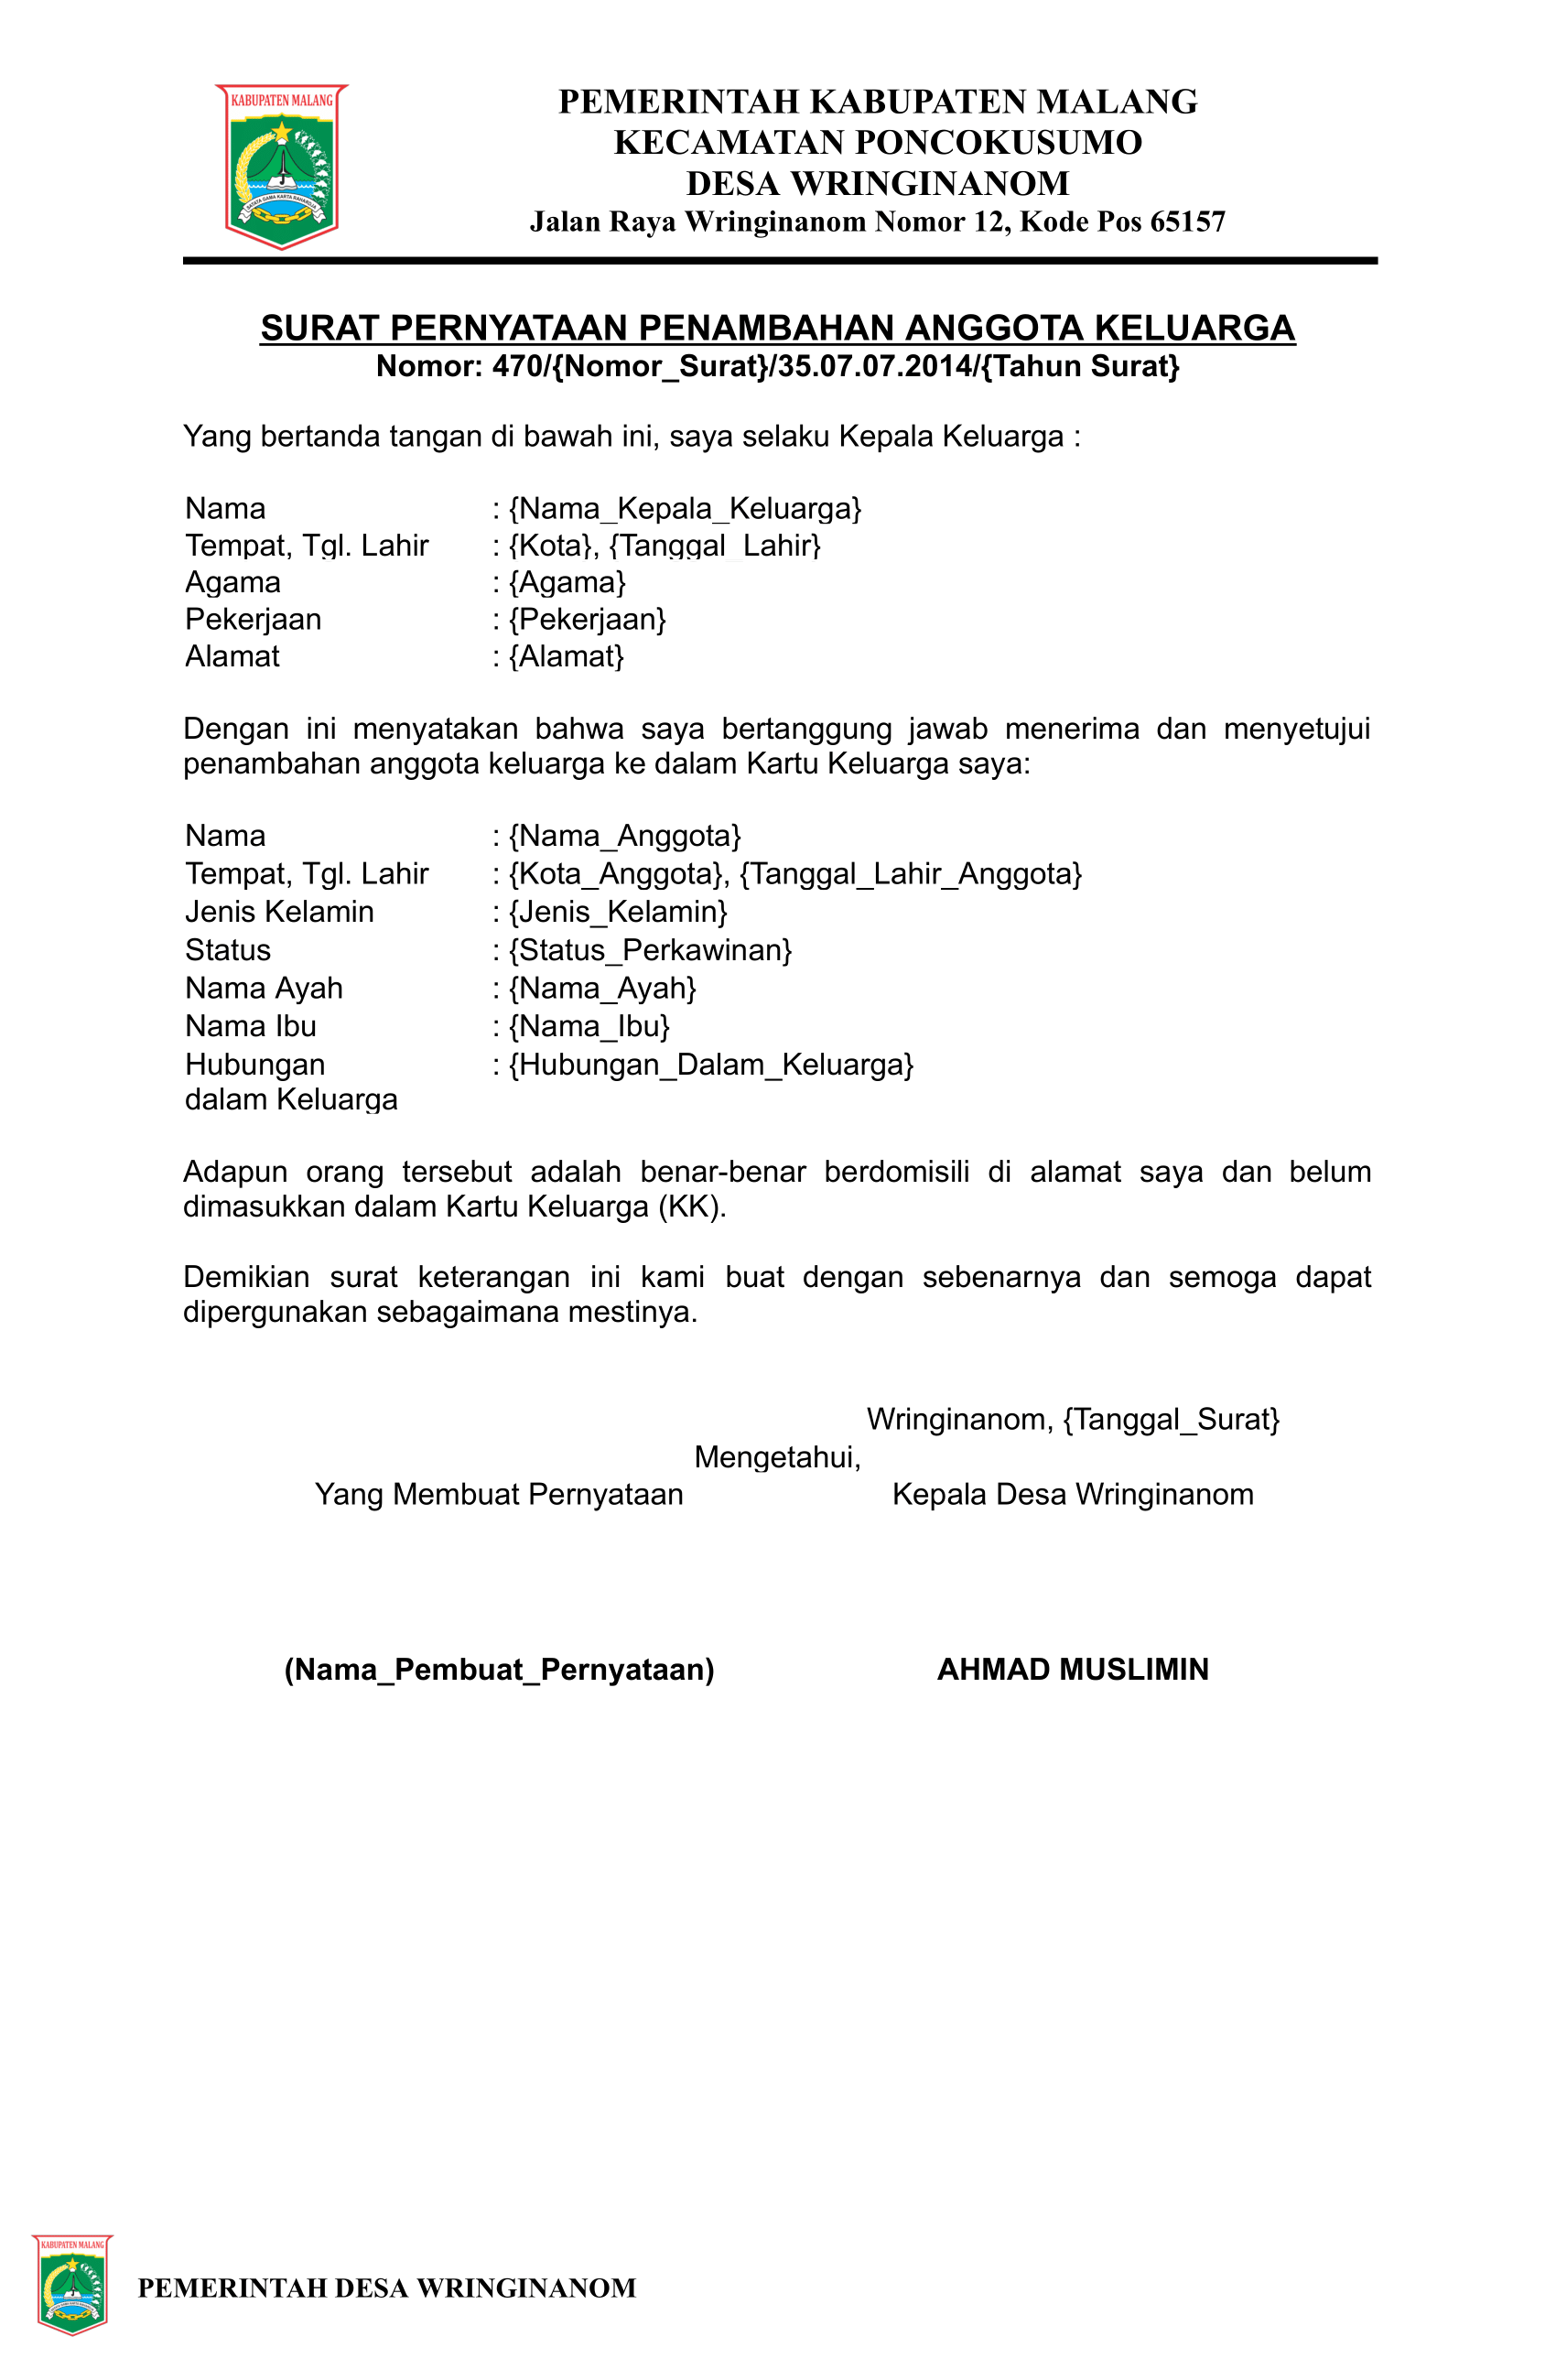 KABUPATEN MALANG
SATATA GAMA KARTA RAHARDJA
PEMERINTAH KABUPATEN MALANG
KECAMATAN PONCOKUSUMO
DESA WRINGINANOM
Jalan Raya Wringinanom Nomor 12, Kode Pos 65157
SURAT PERNYATAAN PENAMBAHAN ANGGOTA KELUARGA
Nomor: 470/{Nomor_Surat}/35.07.07.2014/{Tahun Surat}
Yang bertanda tangan di bawah ini, saya selaku Kepala Keluarga :
Nama : {Nama_Kepala_Keluarga}
Tempat, Tgl. Lahir : {Kota}, {Tanggal_Lahir}
Agama : {Agama}
Pekerjaan : {Pekerjaan}
Alamat : {Alamat}
Dengan ini menyatakan bahwa saya bertanggung jawab menerima dan menyetujui
penambahan anggota keluarga ke dalam Kartu Keluarga saya:
Nama : {Nama_Anggota}
Tempat, Tgl. Lahir : {Kota_Anggota}, {Tanggal_Lahir_Anggota}
Jenis Kelamin : {Jenis_Kelamin}
Status : {Status_Perkawinan}
Nama Ayah : {Nama_Ayah}
Nama Ibu : {Nama_Ibu}
Hubungan : {Hubungan_Dalam_Keluarga}
dalam Keluarga
Adapun orang tersebut adalah benar-benar berdomisili di alamat saya dan belum
dimasukkan dalam Kartu Keluarga (KK).
Demikian surat keterangan ini kami buat dengan sebenarnya dan semoga dapat
dipergunakan sebagaimana mestinya.
Wringinanom, {Tanggal_Surat}
Mengetahui,
Yang Membuat Pernyataan Kepala Desa Wringinanom
(Nama_Pembuat_Pernyataan) AHMAD MUSLIMIN
KABUPATEN MALANG
PEMERINTAH DESA WRINGINANOM